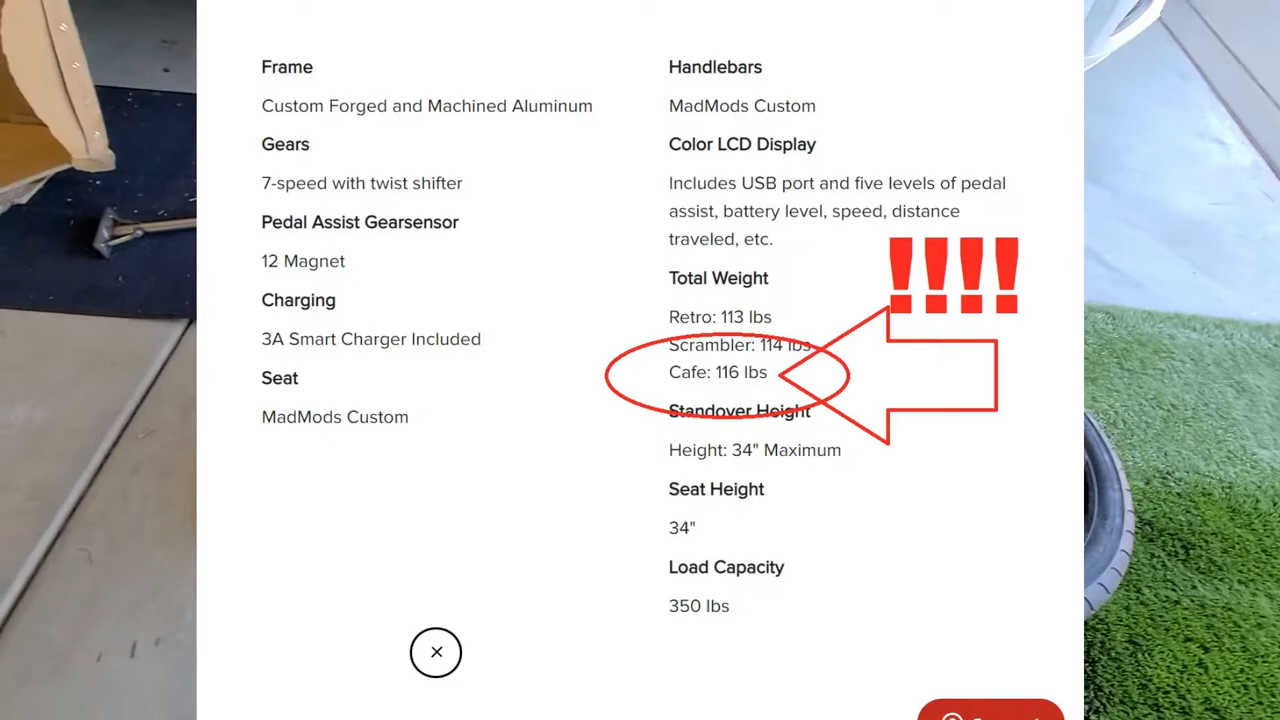 Frame
Custom Forged and Machined Aluminum
Gears
7-speed with twist shifter
Pedal Assist Gearsensor
12 Magnet
Charging
3A Smart Charger Included
Seat
MadMods Custom
Handlebars
MadMods Custom
Color LCD Display
Includes USB port and five levels of pedal
assist, battery level, speed, distance
traveled, etc.
Total Weight
!!!!
Retro: 113 lbs
Scrambler: 114 lbs
Cafe: 116 lbs
Standover Height
Height: 34" Maximum
Seat Height
34"
Load Capacity
350 lbs